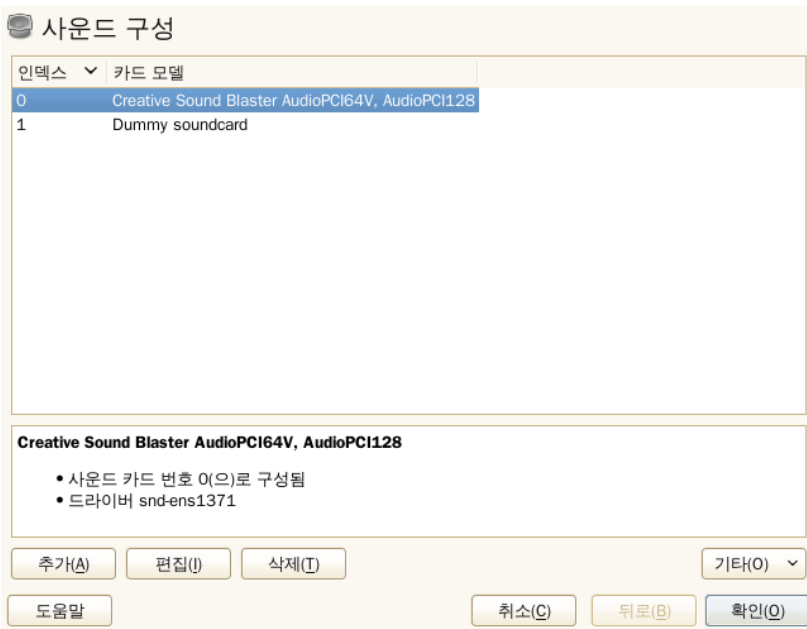 사운드 구성
인덱스 카드 모델
0 Creative Sound Blaster AudioPCI64V, AudioPCI128
1 Dummy soundcard
Creative Sound Blaster AudioPCI64V, AudioPCI128
• 사운드 카드 번호 0(으)로 구성됨
• 드라이버 snd-ens1371
추가(A) 편집(I) 삭제(T) 기타(O)
도움말 취소(C) 뒤로(B) 확인(O)